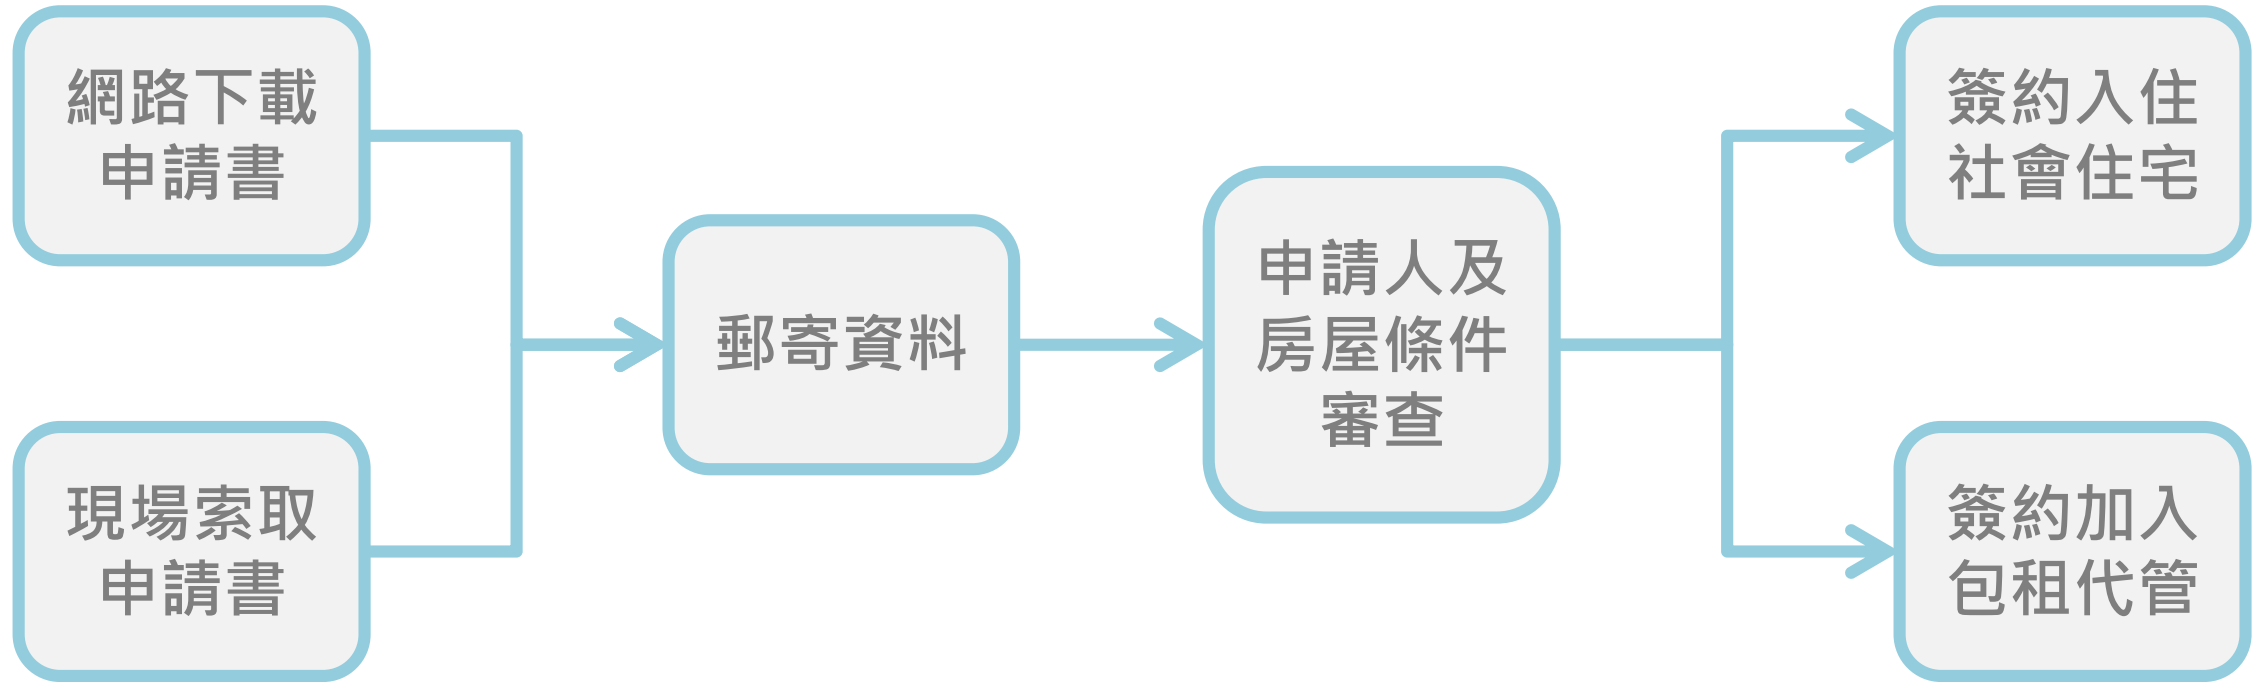 網路下載
申請書
現場索取
申請書
郵寄資料
申請人及
房屋條件
審查
簽約入住
社會住宅
簽約加入
包租代管